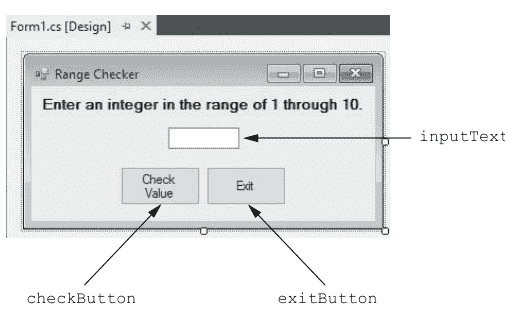 Form1.cs [Design]
Range Checker
Enter an integer in the range of 1 through 10.
inputText
Check
Value
Exit
checkButton
exitButton